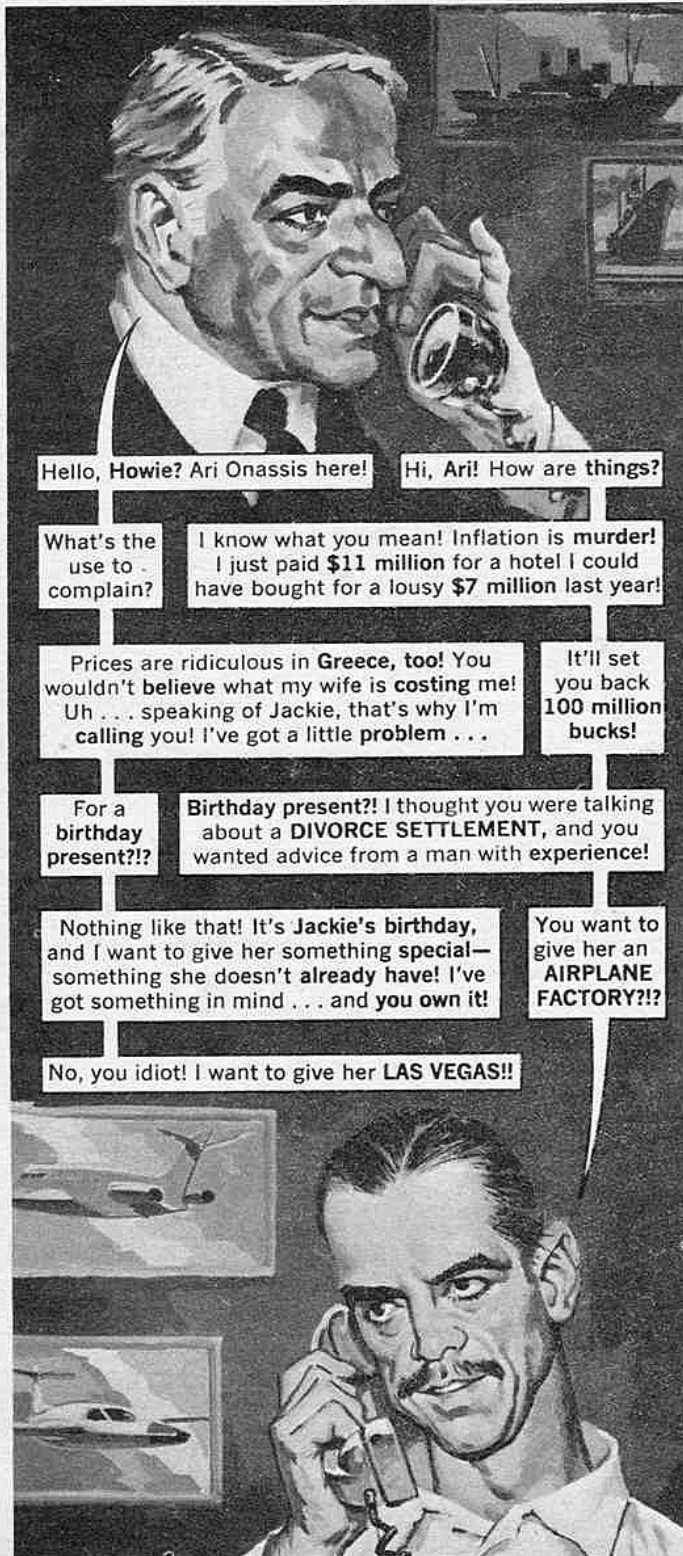 Hello, Howie? Ari Onassis here!
Hi, Ari! How are things?
What's the
use to
complain?
I know what you mean! Inflation is murder!
I just paid $11 million for a hotel I could
have bought for a lousy $7 million last year!
Prices are ridiculous in Greece, too! You
wouldn't believe what my wife is costing me!
Uh . . . speaking of Jackie, that's why I'm
calling you! I've got a little problem . . .
It'll set
you back
100 million
bucks!
For a
birthday
present?!?
Birthday present?! I thought you were talking
about a DIVORCE SETTLEMENT, and you
wanted advice from a man with experience!
Nothing like that! It's Jackie's birthday,
and I want to give her something special—
something she doesn't already have! I've
got something in mind . . . and you own it!
You want to
give her an
AIRPLANE
FACTORY?!?
No, you idiot! I want to give her LAS VEGAS!!